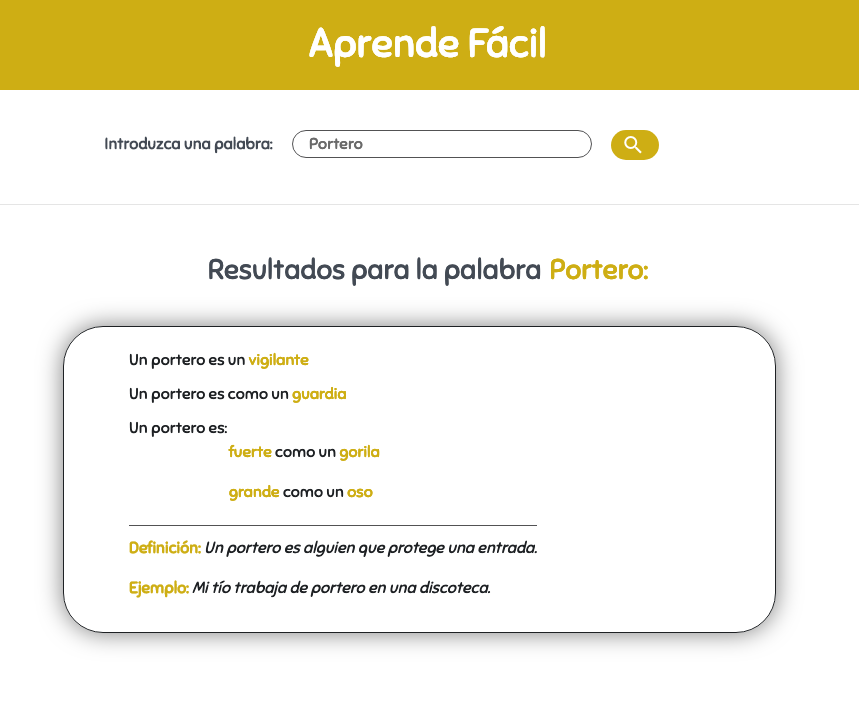 Aprende Fácil
Introduzca una palabra: Portero
Resultados para la palabra Portero:
Un portero es un vigilante
Un portero es como un guardia
Un portero es:
fuerte como un gorila
grande como un oso
Definición: Un portero es alguien que protege una entrada.
Ejemplo: Mi tío trabaja de portero en una discoteca.